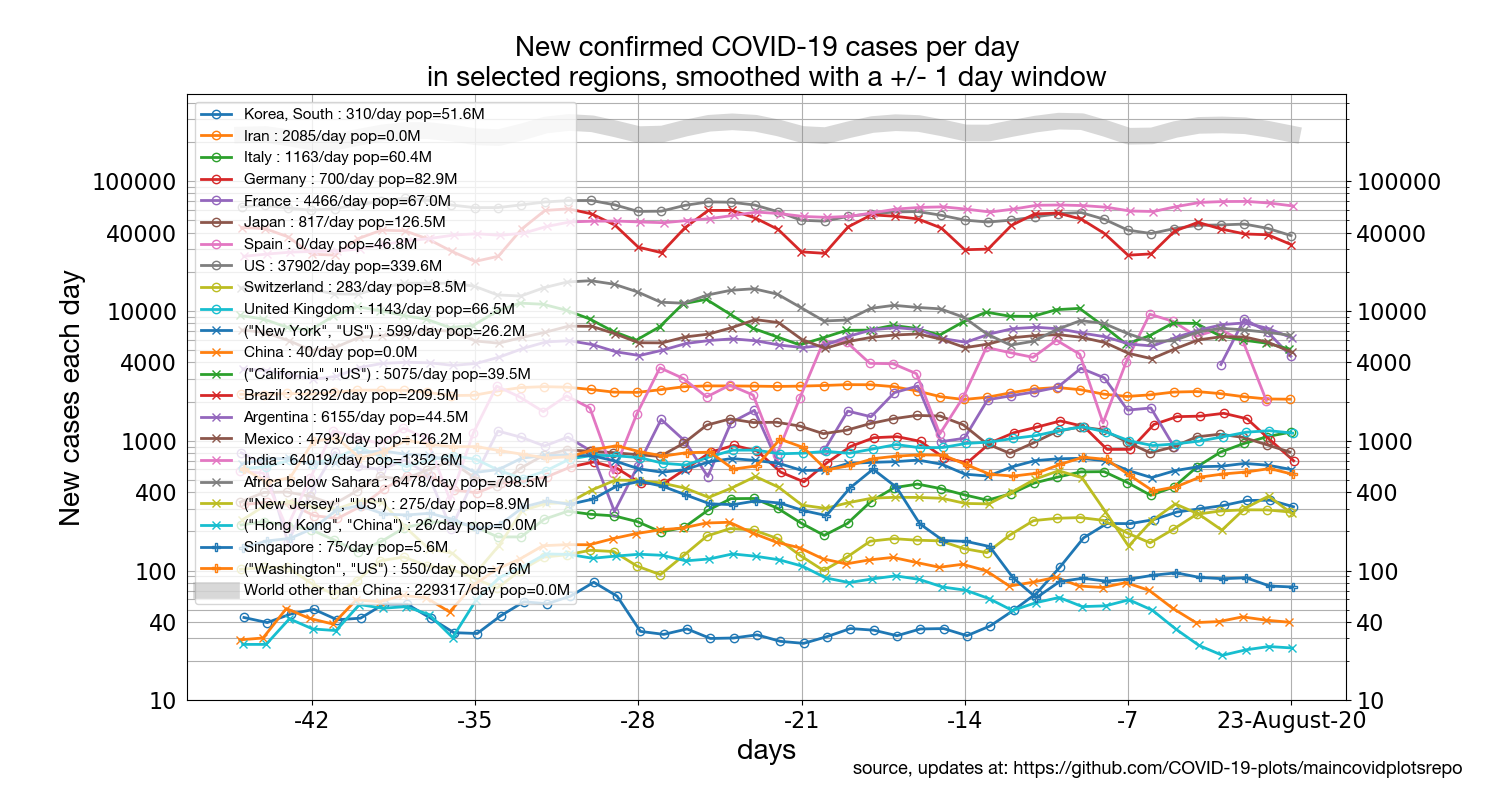 New confirmed COVID-19 cases per day
in selected regions, smoothed with a +/- 1 day window
New cases each day
100000
40000
10000
4000
1000
400
100
40
10
Korea, South : 310/day pop=51.6M
Iran : 2085/day pop=0.0M
Italy : 1163/day pop=60.4M
Germany : 700/day pop=82.9M
France : 4466/day pop=67.0M
Japan : 817/day pop=126.5M
Spain : 0/day pop=46.8M
US : 37902/day pop=339.6M
Switzerland : 283/day pop=8.5M
United Kingdom : 1143/day pop=66.5M
("New York", "US") : 599/day pop=26.2M
China : 40/day pop=0.0M
("California", "US") : 5075/day pop=39.5M
Brazil : 32292/day pop=209.5M
Argentina : 6155/day pop=44.5M
Mexico : 4793/day pop=126.2M
India : 64019/day pop=1352.6M
Africa below Sahara : 6478/day pop=798.5M
("New Jersey", "US") : 275/day pop=8.9M
("Hong Kong", "China") : 26/day pop=0.0M
Singapore : 75/day pop=5.6M
("Washington", "US") : 550/day pop=7.6M
World other than China : 229317/day pop=0.0M
100000
40000
10000
4000
1000
400
100
40
10
-42 -35 -28 -21 -14 -7 23-August-20
days
source, updates at: https://github.com/COVID-19-plots/maincovidplotsrepo